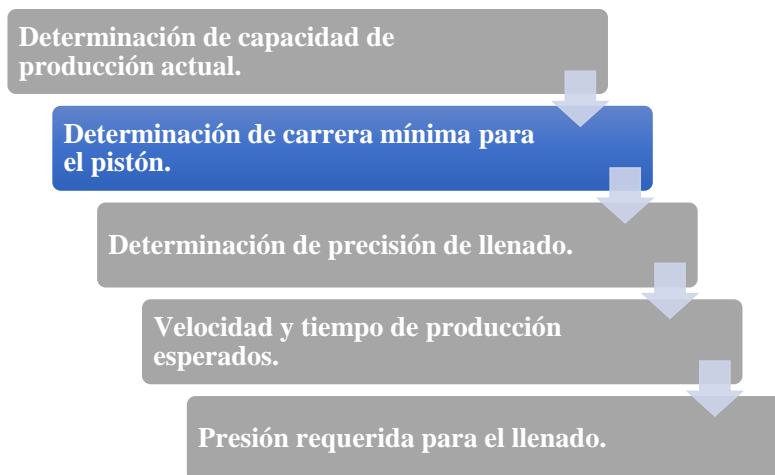 Determinación de capacidad de
producción actual.
Determinación de carrera mínima para
el pistón.
Determinación de precisión de llenado.
Velocidad y tiempo de producción
esperados.
Presión requerida para el llenado.